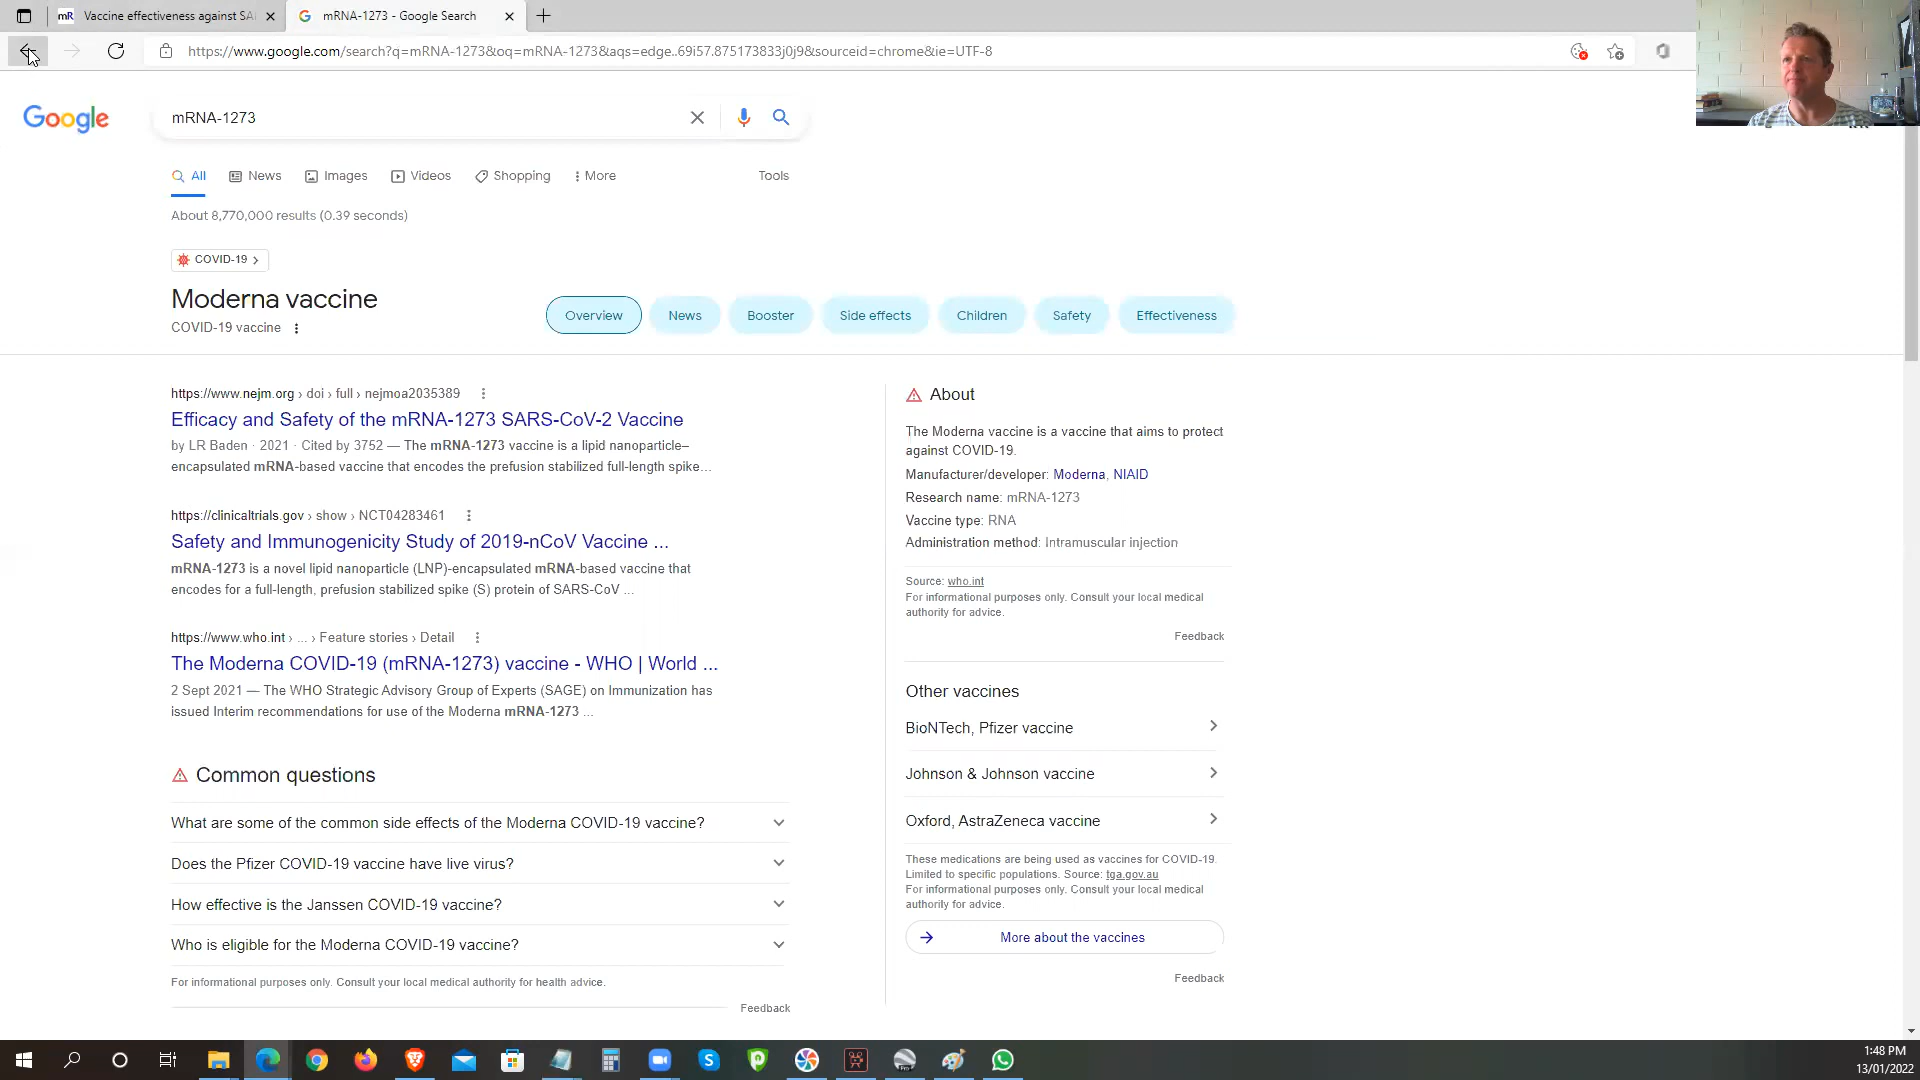 Vaccine effectiveness against SA
mRNA-1273 - Google Search
https://www.google.com/search?q=mRNA-1273&oq=mRNA-1273&aqs=edge..69i57.875173833j0j9&sourceid=chrome&ie=UTF-8
Google
mRNA-1273
All News Images Videos Shopping More Tools
About 8,770,000 results (0.39 seconds)
COVID-19
Moderna vaccine
COVID-19 vaccine
Overview News Booster Side effects Children Safety Effectiveness
https://www.nejm.org › doi › full › nejmoa2035389
Efficacy and Safety of the mRNA-1273 SARS-CoV-2 Vaccine
by LR Baden · 2021 · Cited by 3752 — The mRNA-1273 vaccine is a lipid nanoparticle–
encapsulated mRNA-based vaccine that encodes the prefusion stabilized full-length spike...
https://clinicaltrials.gov › show › NCT04283461
Safety and Immunogenicity Study of 2019-nCoV Vaccine ...
mRNA-1273 is a novel lipid nanoparticle (LNP)-encapsulated mRNA-based vaccine that
encodes for a full-length, prefusion stabilized spike (S) protein of SARS-CoV ...
https://www.who.int › ... › Feature stories › Detail
The Moderna COVID-19 (mRNA-1273) vaccine - WHO | World ...
2 Sept 2021 — The WHO Strategic Advisory Group of Experts (SAGE) on Immunization has
issued Interim recommendations for use of the Moderna mRNA-1273 ...
Common questions
What are some of the common side effects of the Moderna COVID-19 vaccine?
Does the Pfizer COVID-19 vaccine have live virus?
How effective is the Janssen COVID-19 vaccine?
Who is eligible for the Moderna COVID-19 vaccine?
For informational purposes only. Consult your local medical authority for health advice.
Feedback
About
The Moderna vaccine is a vaccine that aims to protect
against COVID-19.
Manufacturer/developer: Moderna, NIAID
Research name: mRNA-1273
Vaccine type: RNA
Administration method: Intramuscular injection
Source: who.int
For informational purposes only. Consult your local medical
authority for advice.
Feedback
Other vaccines
BioNTech, Pfizer vaccine
Johnson & Johnson vaccine
Oxford, AstraZeneca vaccine
These medications are being used as vaccines for COVID-19.
Limited to specific populations. Source: tga.gov.au
For informational purposes only. Consult your local medical
authority for advice.
More about the vaccines
Feedback
1:48 PM
13/01/2022